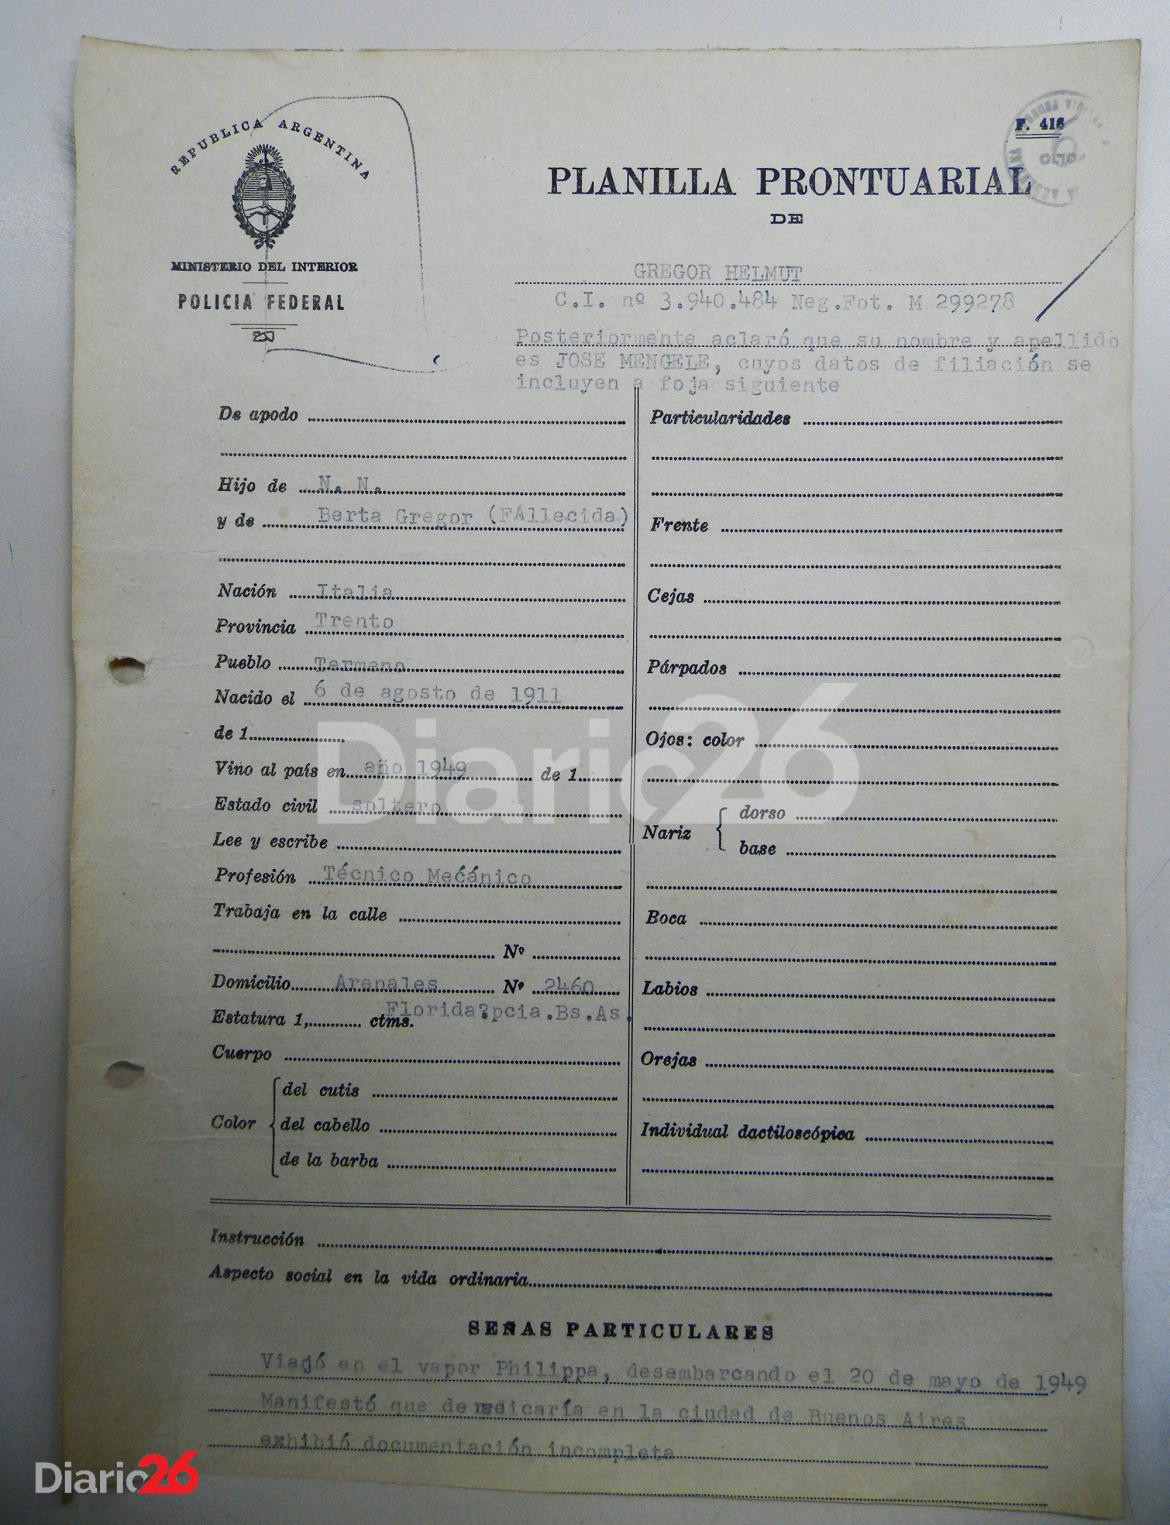 REPUBLICA ARGENTINA
MINISTERIO DEL INTERIOR
POLICIA FEDERAL
F. 416
PLANILLA PRONTUARIAL
DE
GREGOR HELMUT
C.I. nº 3.940.484 Neg.Fot. M 299278
Posteriormente aclaró que su nombre y apellido
es JOSE MENGELE, cuyos datos de filiación se
incluyen a foja siguiente
De apodo
Hijo de N. N.
y de Berta Gregor (FAllecida)
Nación Italia
Provincia Trento
Pueblo Termano
Nacido el 6 de agosto de 1911
de 1
Vino al país en año 1949 de 1
Estado civil soltero
Lee y escribe
Profesión Técnico Mecánico
Trabaja en la calle
Nº
Domicilio Arenales Nº 2460
Florida?pcia.Bs.As.
Estatura 1, ctms.
Cuerpo
Color
del cutis
del cabello
de la barba
Particularidades
Frente
Cejas
Párpados
Ojos: color
Nariz
dorso
base
Boca
Labios
Orejas
Individual dactiloscópica
Instrucción
Aspecto social en la vida ordinaria
SEÑAS PARTICULARES
Viajó en el vapor Philippa, desembarcando el 20 de mayo de 1949
Manifestó que en la ciudad de Buenos Aires
exhibió documentación incompleta
Diario26
Diario26